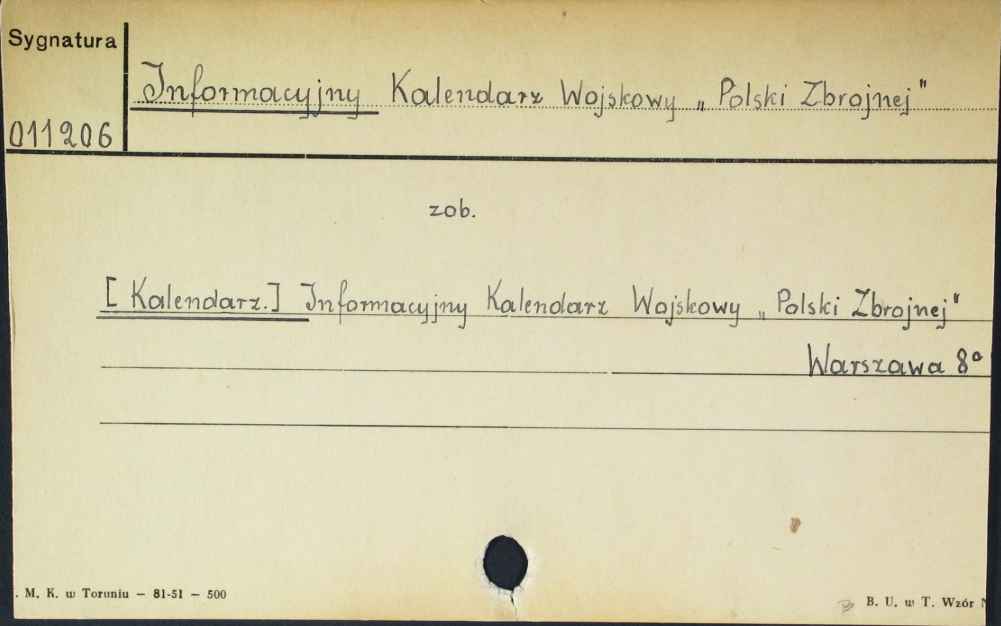 Sygnatura
Informacyjny Kalendarz Wojskowy „Polski Zbrojnej"
011206
zob.
[Kalendarz.] Informacyjny Kalendarz Wojskowy „Polski Zbrojnej"
Warszawa 8°
. M. K. w Toruniu — 81-51 — 500
B. U. w T. Wzór